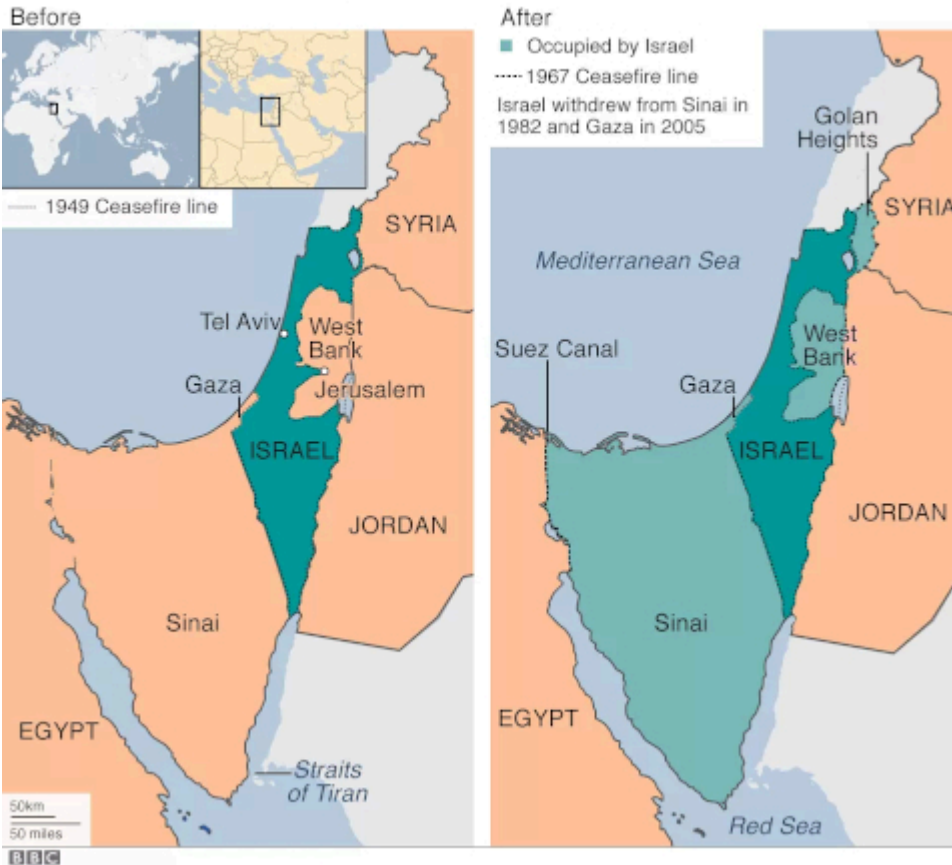 Before
1949 Ceasefire line
SYRIA
Tel Aviv
West
Bank
Gaza
Jerusalem
ISRAEL
JORDAN
Sinai
EGYPT
Straits
of Tiran
50km
50 miles
After
Occupied by Israel
1967 Ceasefire line
Israel withdrew from Sinai in
1982 and Gaza in 2005
Golan
Heights
SYRIA
Mediterranean Sea
West
Bank
Suez Canal
Gaza
ISRAEL
JORDAN
Sinai
EGYPT
Red Sea
BBC